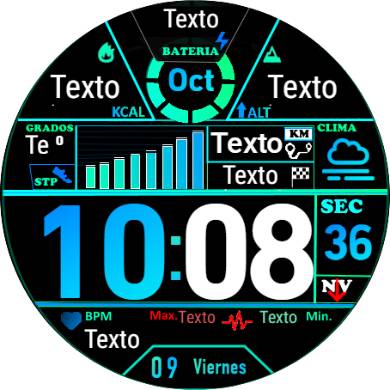 Texto
BATERIA
Texto
Oct
Texto
KCAL
ALT
GRADOS
Te º
STP
Texto
KM
Texto
CLIMA
10:08
SEC
36
NV
BPM
Texto
Max. Texto
Texto Min.
09 Viernes